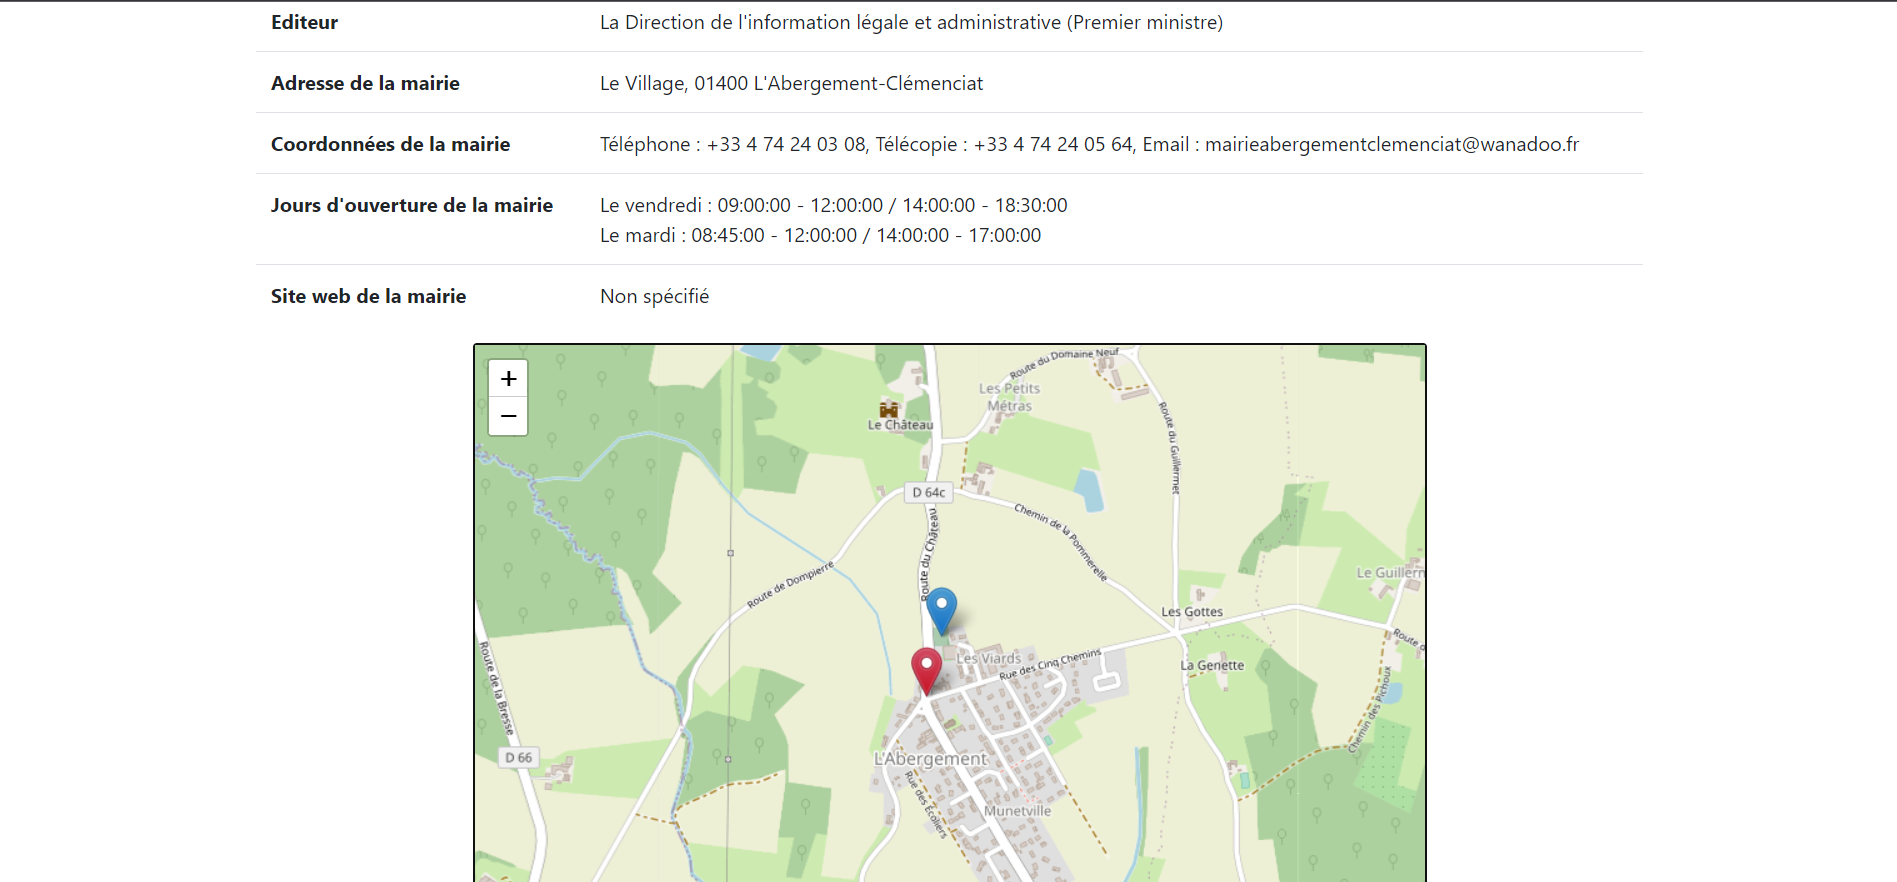 Editeur La Direction de l'information légale et administrative (Premier ministre)
Adresse de la mairie Le Village, 01400 L'Abergement-Clémenciat
Coordonnées de la mairie Téléphone : +33 4 74 24 03 08, Télécopie : +33 4 74 24 05 64, Email : mairieabergementclemenciat@wanadoo.fr
Jours d'ouverture de la mairie Le vendredi : 09:00:00 - 12:00:00 / 14:00:00 - 18:30:00
Le mardi : 08:45:00 - 12:00:00 / 14:00:00 - 17:00:00
Site web de la mairie Non spécifié
+
−
Route du Domaine Neuf
Les Petits
Métras
Le Château
Route du Guillermet
D 64c
Chemin de la Pommerelle
Route du Château
Route de Dompierre
Le Guillerm
Les Gottes
Route
Les Viards
Rue des Cinq Chemins
La Genette
Route de la Bresse
Chemin des Pichoux
D 66
L'Abergement
Rue des Écoliers
Munetville